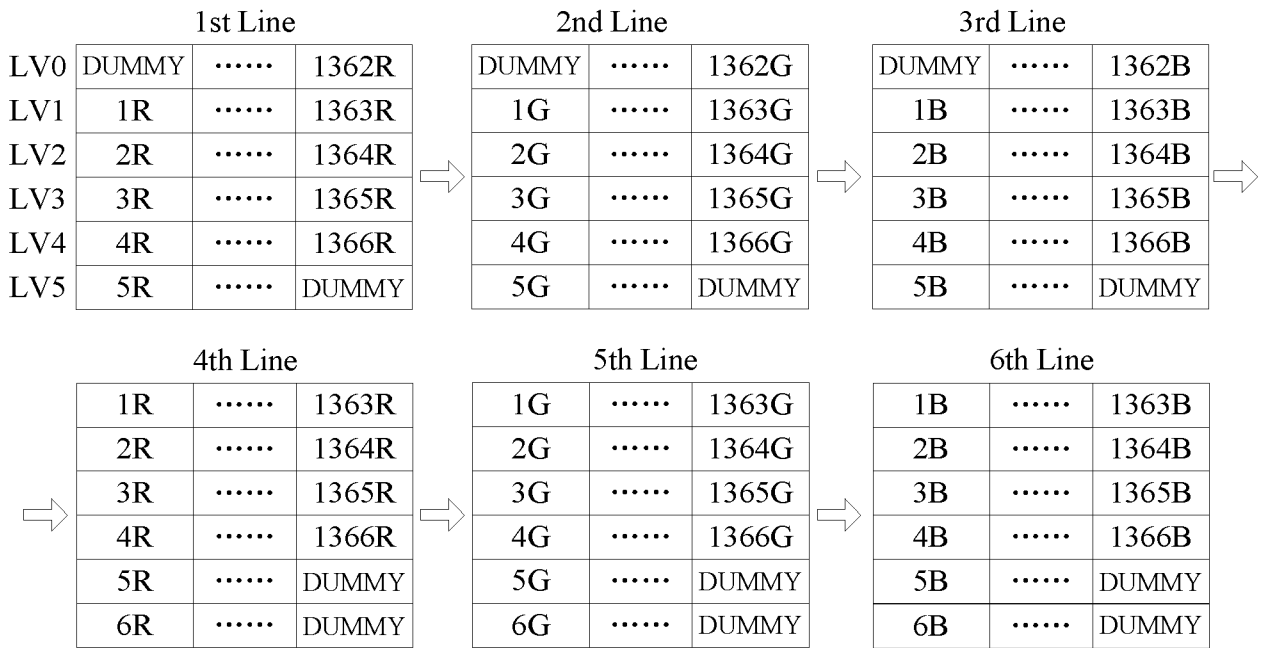 1st Line 2nd Line 3rd Line
LV0 DUMMY ······ 1362R DUMMY ······ 1362G DUMMY ······ 1362B
LV1 1R ······ 1363R 1G ······ 1363G 1B ······ 1363B
LV2 2R ······ 1364R 2G ······ 1364G 2B ······ 1364B
LV3 3R ······ 1365R 3G ······ 1365G 3B ······ 1365B
LV4 4R ······ 1366R 4G ······ 1366G 4B ······ 1366B
LV5 5R ······ DUMMY 5G ······ DUMMY 5B ······ DUMMY
4th Line 5th Line 6th Line
1R ······ 1363R 1G ······ 1363G 1B ······ 1363B
2R ······ 1364R 2G ······ 1364G 2B ······ 1364B
3R ······ 1365R 3G ······ 1365G 3B ······ 1365B
4R ······ 1366R 4G ······ 1366G 4B ······ 1366B
5R ······ DUMMY 5G ······ DUMMY 5B ······ DUMMY
6R ······ DUMMY 6G ······ DUMMY 6B ······ DUMMY